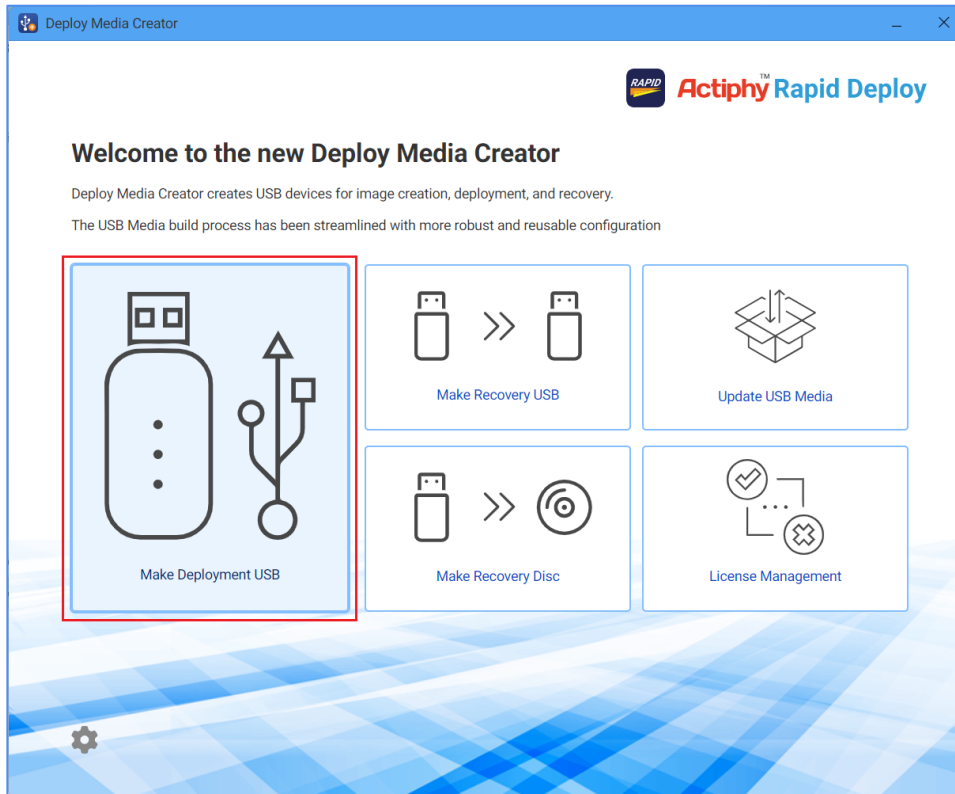 Deploy Media Creator
RAPID
Actiphy™ Rapid Deploy
Welcome to the new Deploy Media Creator
Deploy Media Creator creates USB devices for image creation, deployment, and recovery.
The USB Media build process has been streamlined with more robust and reusable configuration
Make Deployment USB
Make Recovery USB
Update USB Media
Make Recovery Disc
License Management